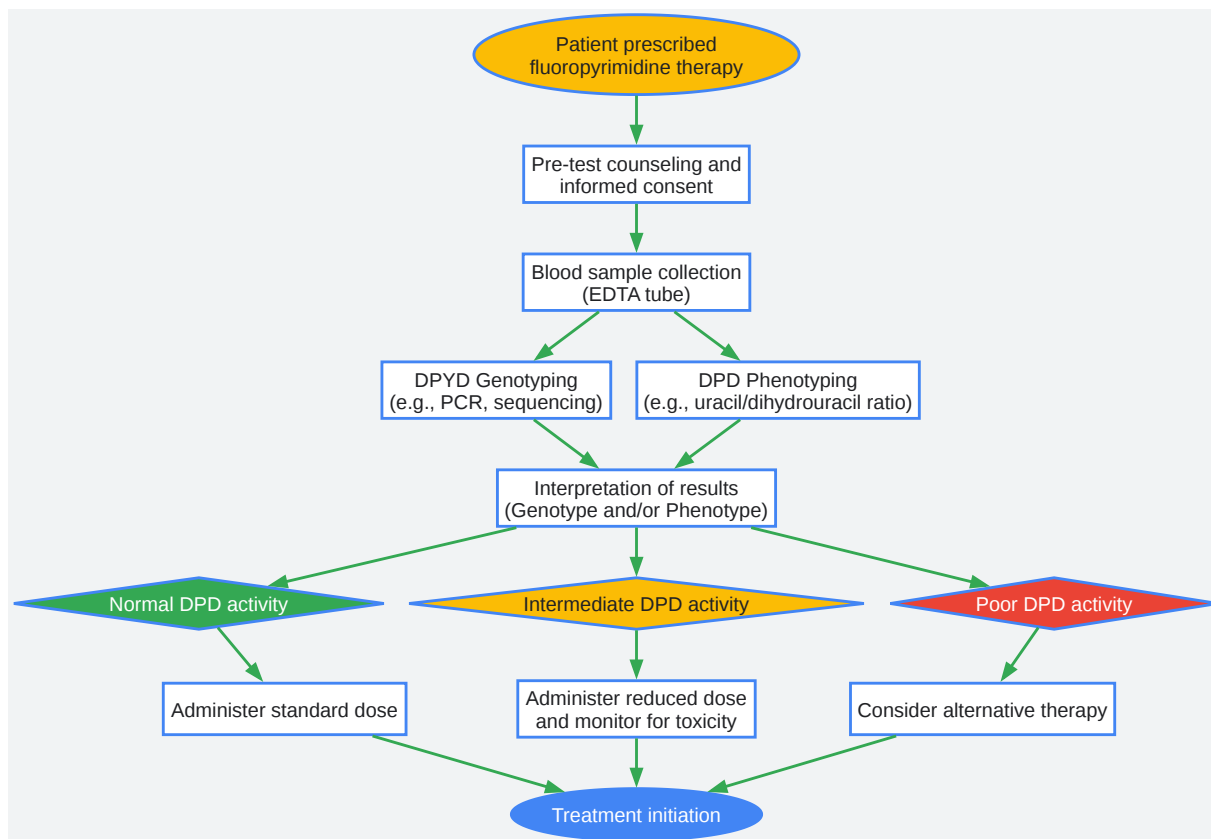 Patient prescribed
fluoropyrimidine therapy
Pre-test counseling and
informed consent
Blood sample collection
(EDTA tube)
DPYD Genotyping
(e.g., PCR, sequencing)
DPD Phenotyping
(e.g., uracil/dihydrouracil ratio)
Interpretation of results
(Genotype and/or Phenotype)
Normal DPD activity
Intermediate DPD activity
Poor DPD activity
Administer standard dose
Administer reduced dose
and monitor for toxicity
Consider alternative therapy
Treatment initiation